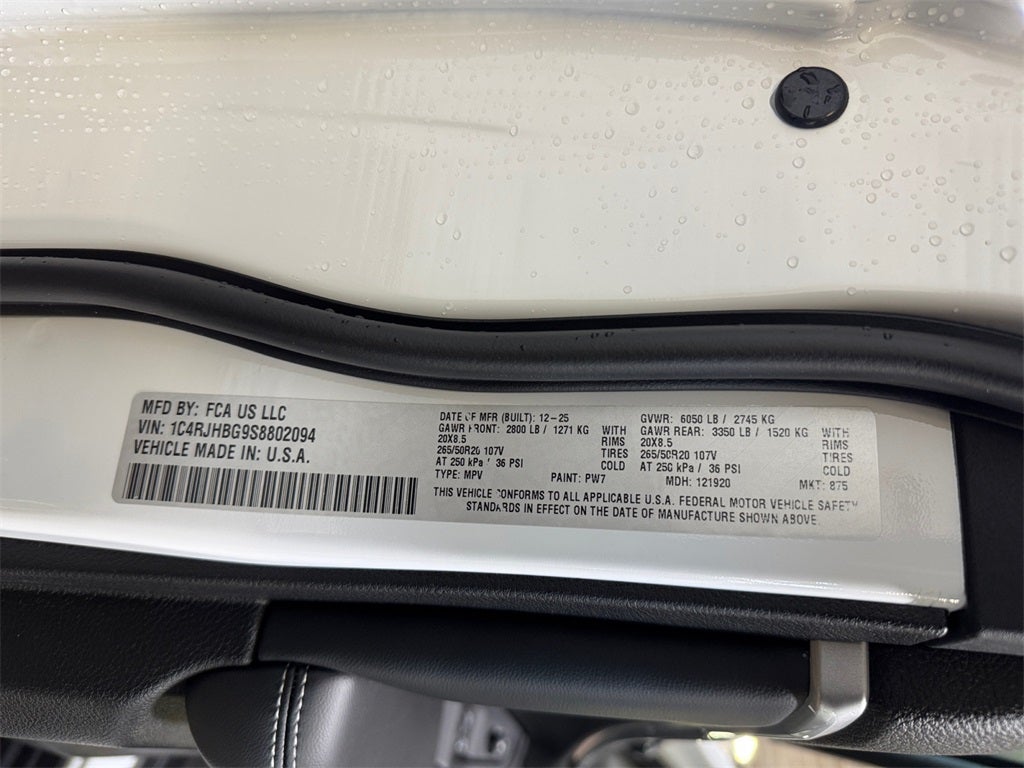 MFD BY: FCA US LLC
VIN: 1C4RJHBG9S8802094
VEHICLE MADE IN: U.S.A.
DATE OF MFR (BUILT): 12-25
GAWR FRONT: 2800 LB / 1271 KG WITH
20X8.5 RIMS
265/50R20 107V TIRES
AT 250 kPa / 36 PSI COLD
TYPE: MPV PAINT: PW7
GVWR: 6050 LB / 2745 KG
GAWR REAR: 3350 LB / 1520 KG WITH
20X8.5 RIMS
265/50R20 107V TIRES
AT 250 kPa / 36 PSI COLD
MDH: 121920 MKT: 875
THIS VEHICLE CONFORMS TO ALL APPLICABLE U.S.A. FEDERAL MOTOR VEHICLE SAFETY
STANDARDS IN EFFECT ON THE DATE OF MANUFACTURE SHOWN ABOVE.